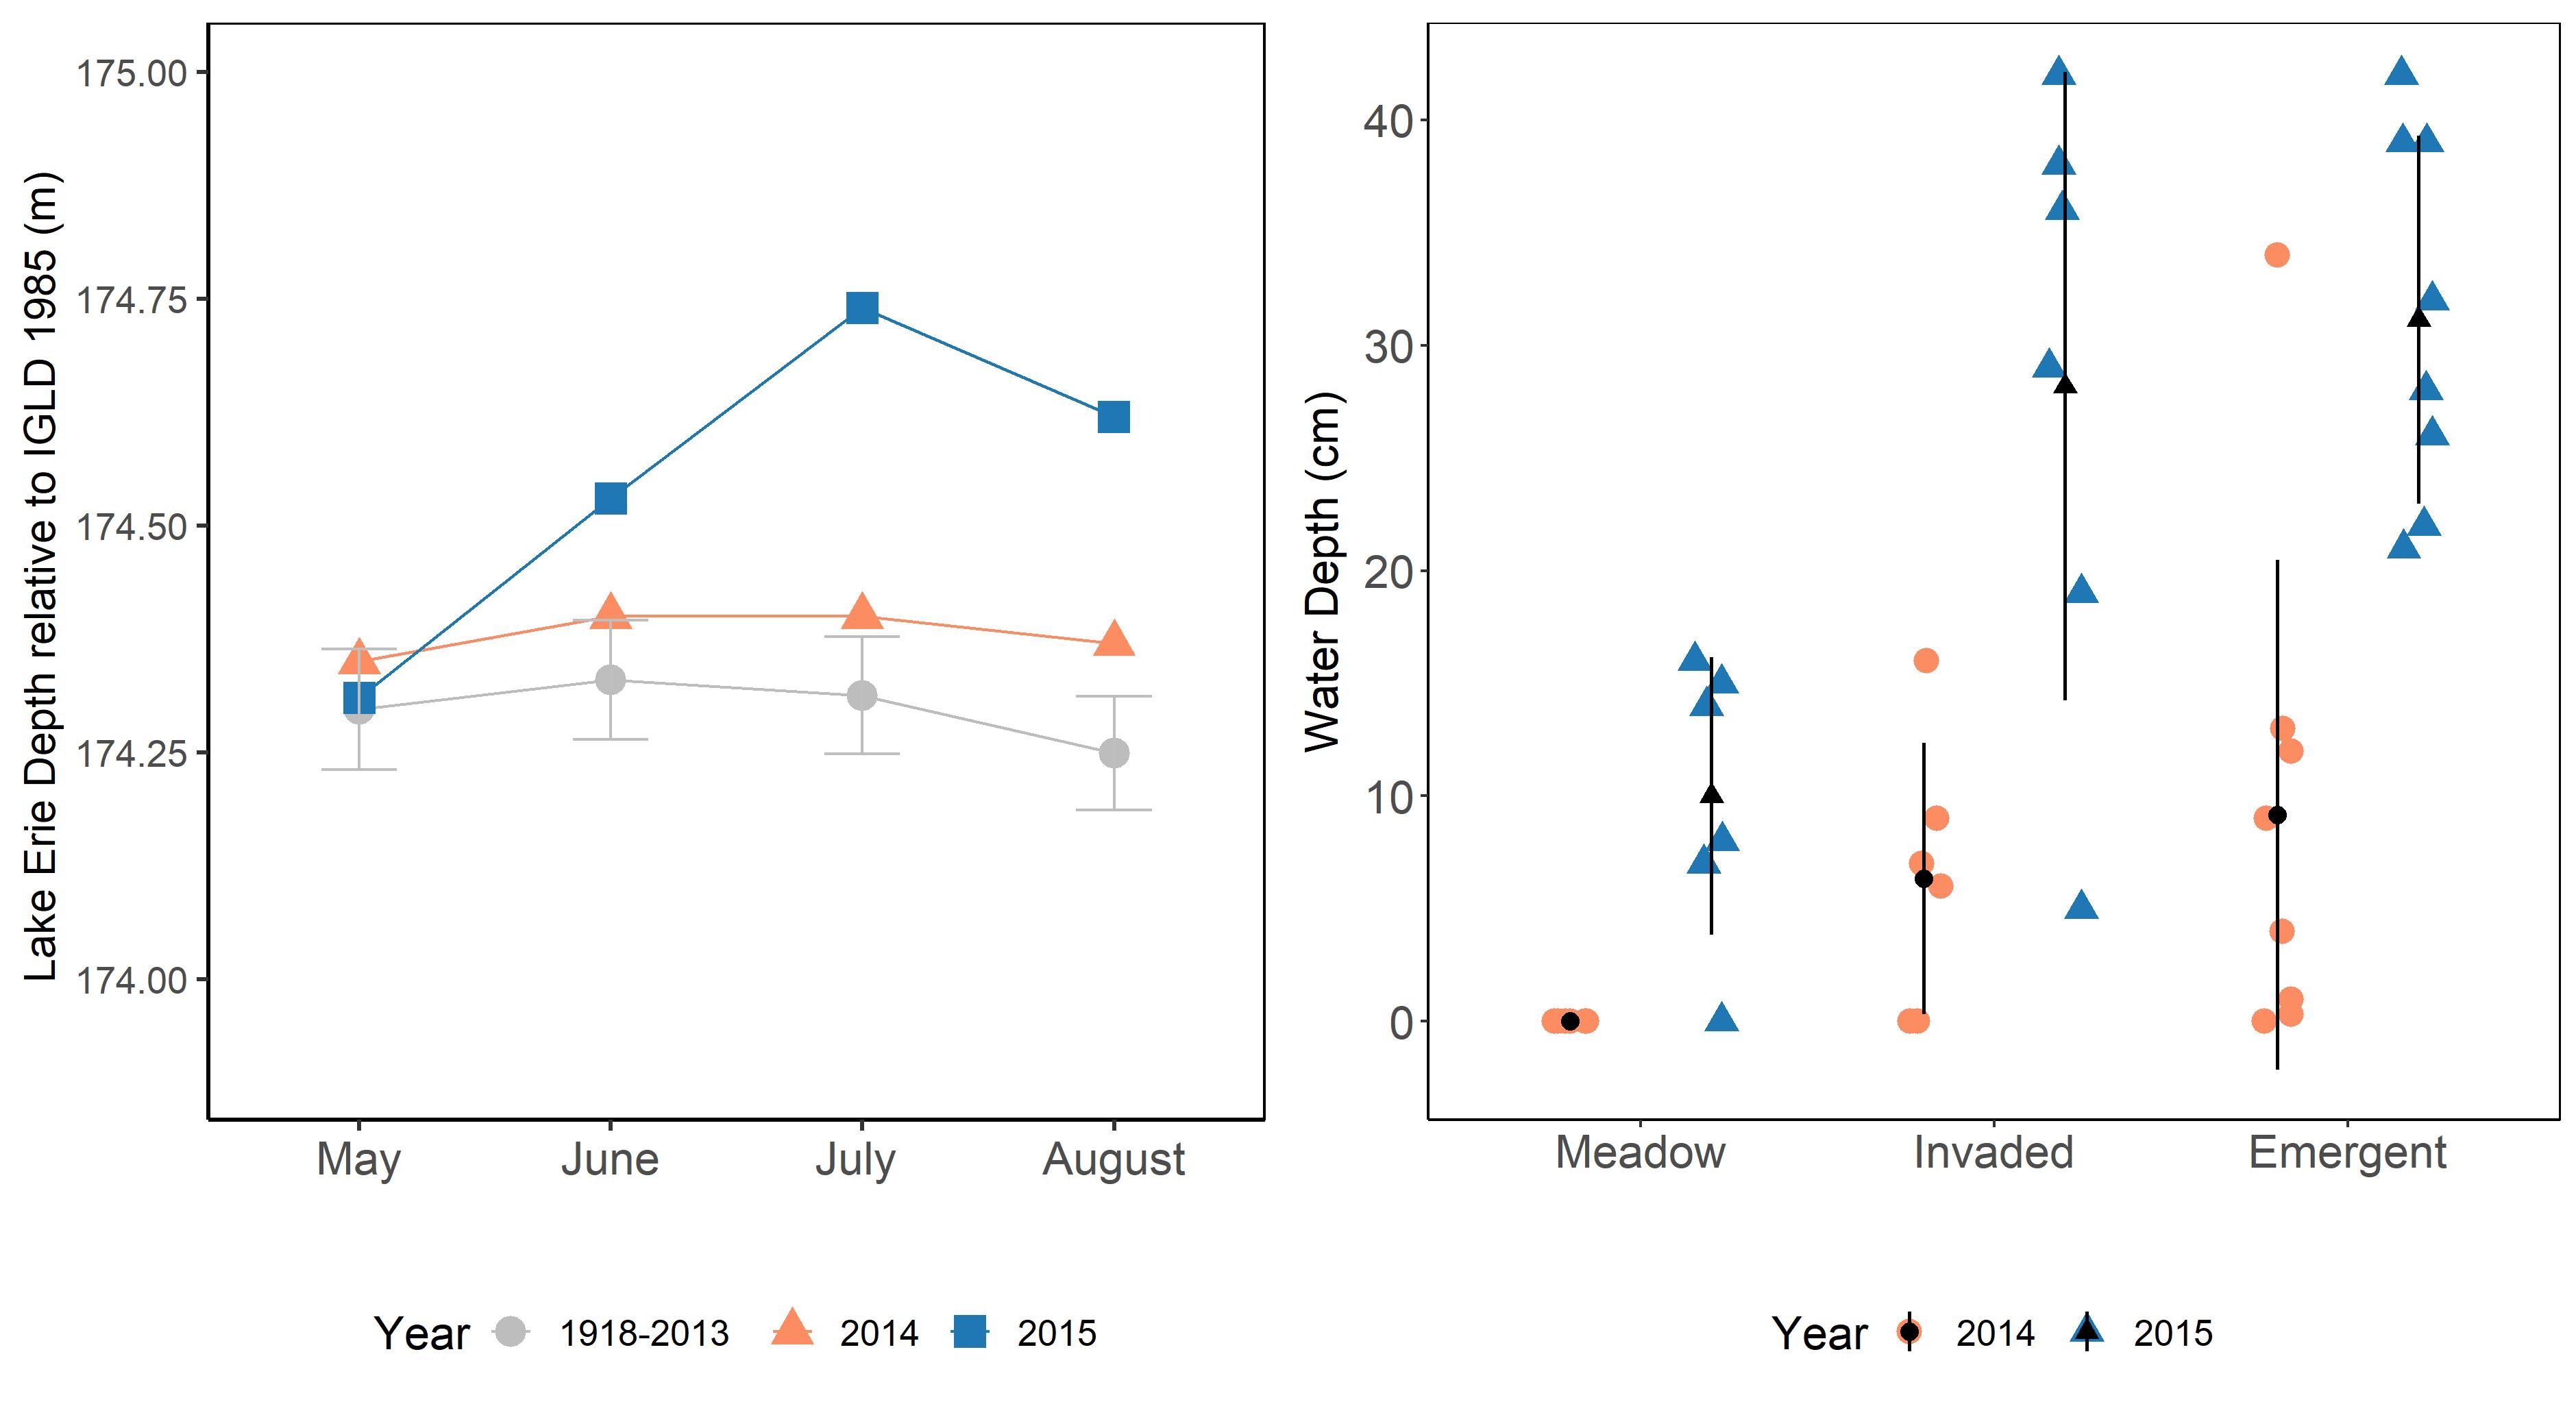 Lake Erie Depth relative to IGLD 1985 (m)
175.00
174.75
174.50
174.25
174.00
May June July August
Year 1918-2013 2014 2015
Water Depth (cm)
40
30
20
10
0
Meadow Invaded Emergent
Year 2014 2015